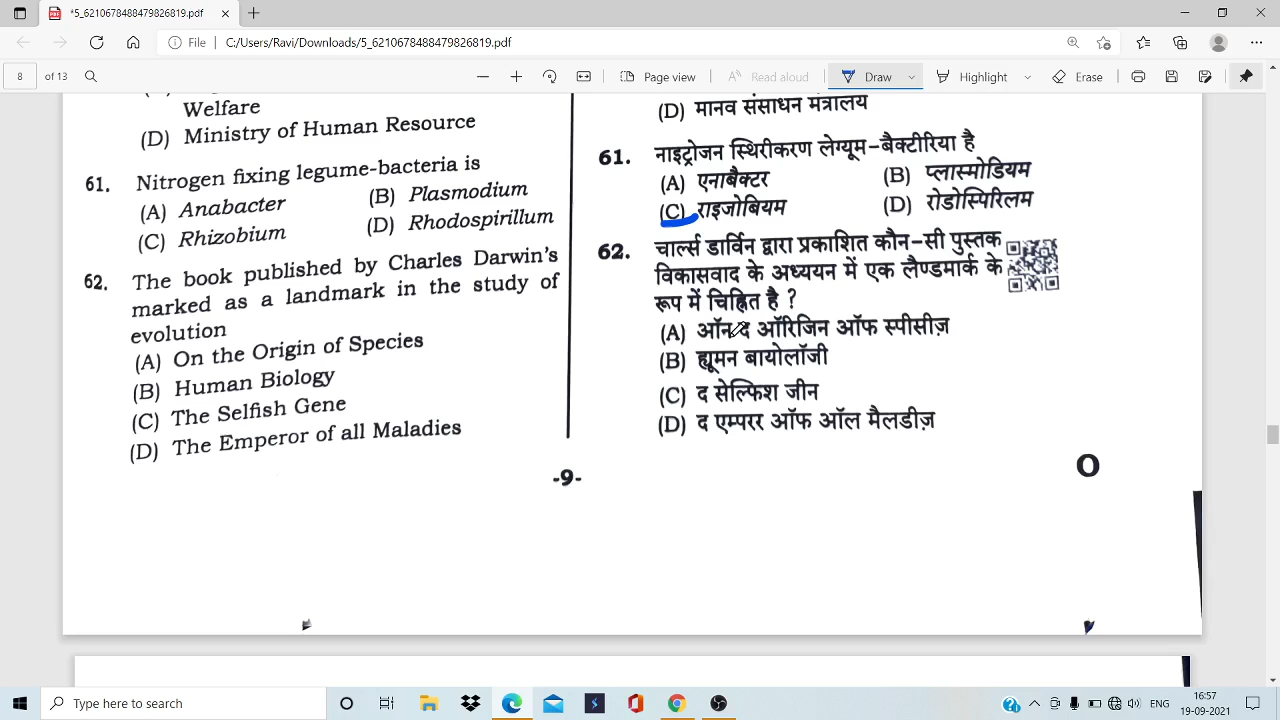 *5_6210678488479826819.pdf
File
C:/Users/Ravi/Downloads/5_6210678488479826819.pdf
8 of 13
Page view
Read aloud
Draw
Highlight
Erase
Welfare
(D) Ministry of Human Resource
61. Nitrogen fixing legume-bacteria is
(A) Anabacter (B) Plasmodium
(C) Rhizobium (D) Rhodospirillum
62. The book published by Charles Darwin's
marked as a landmark in the study of
evolution
(A) On the Origin of Species
(B) Human Biology
(C) The Selfish Gene
(D) The Emperor of all Maladies
(D) मानव संसाधन मंत्रालय
61. नाइट्रोजन स्थिरीकरण लेग्यूम-बैक्टीरिया है
(A) एनाबैक्टर (B) प्लास्मोडियम
(C) राइजोबियम (D) रोडोस्पिरिलम
62. चार्ल्स डार्विन द्वारा प्रकाशित कौन-सी पुस्तक
विकासवाद के अध्ययन में एक लैण्डमार्क के
रूप में चिह्नित है ?
(A) ऑन द ऑरिजिन ऑफ स्पीसीज़
(B) ह्यूमन बायोलॉजी
(C) द सेल्फिश जीन
(D) द एम्परर ऑफ ऑल मैलडीज़
-9-
O
Type here to search
ENG
16:57
19-09-2021